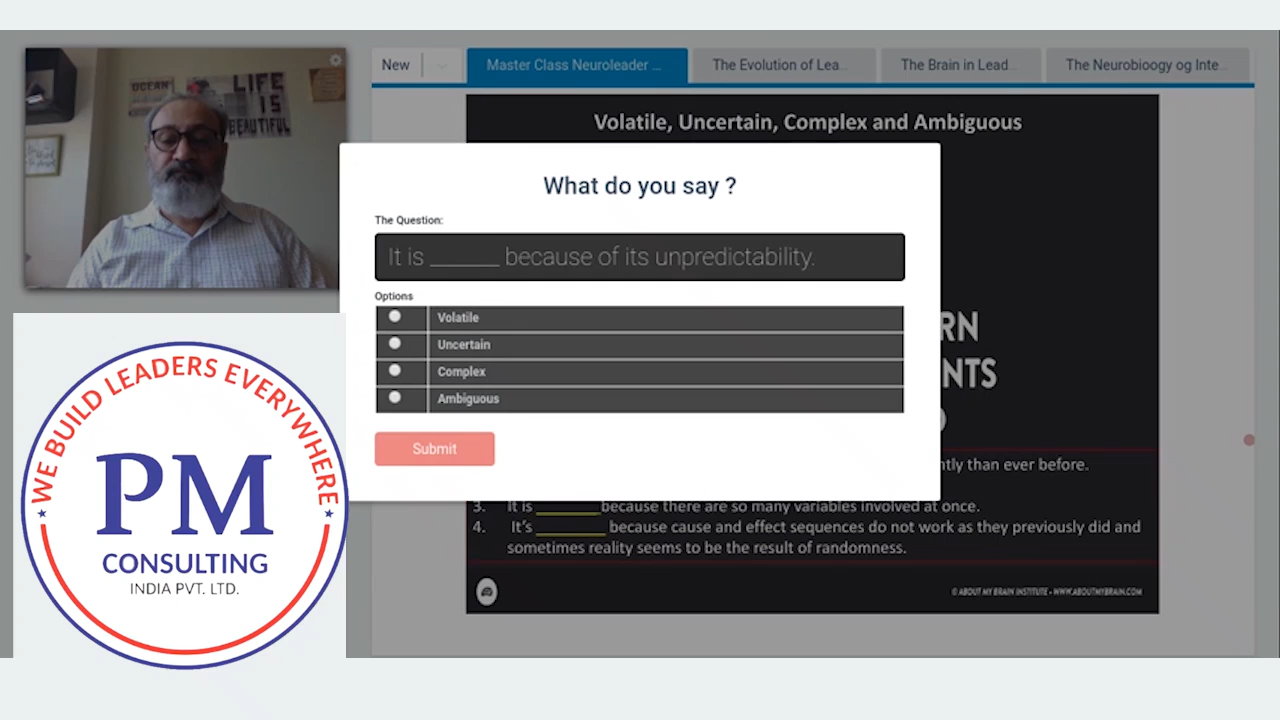 OCEAN
LIFE
IS
BEAUTIFUL
New
Master Class Neuroleader ...
The Evolution of Lea...
The Brain in Lead...
The Neurobioogy og Inte...
Volatile, Uncertain, Complex and Ambiguous
What do you say ?
The Question:
It is ______ because of its unpredictability.
Options
Volatile
Uncertain
Complex
Ambiguous
Submit
ntly than ever before.
3. It is ______ because there are so many variables involved at once.
4. It's ______ because cause and effect sequences do not work as they previously did and
sometimes reality seems to be the result of randomness.
© ABOUT MY BRAIN INSTITUTE • WWW.ABOUTMYBRAIN.COM
WE BUILD LEADERS EVERYWHERE
PM
CONSULTING
INDIA PVT. LTD.